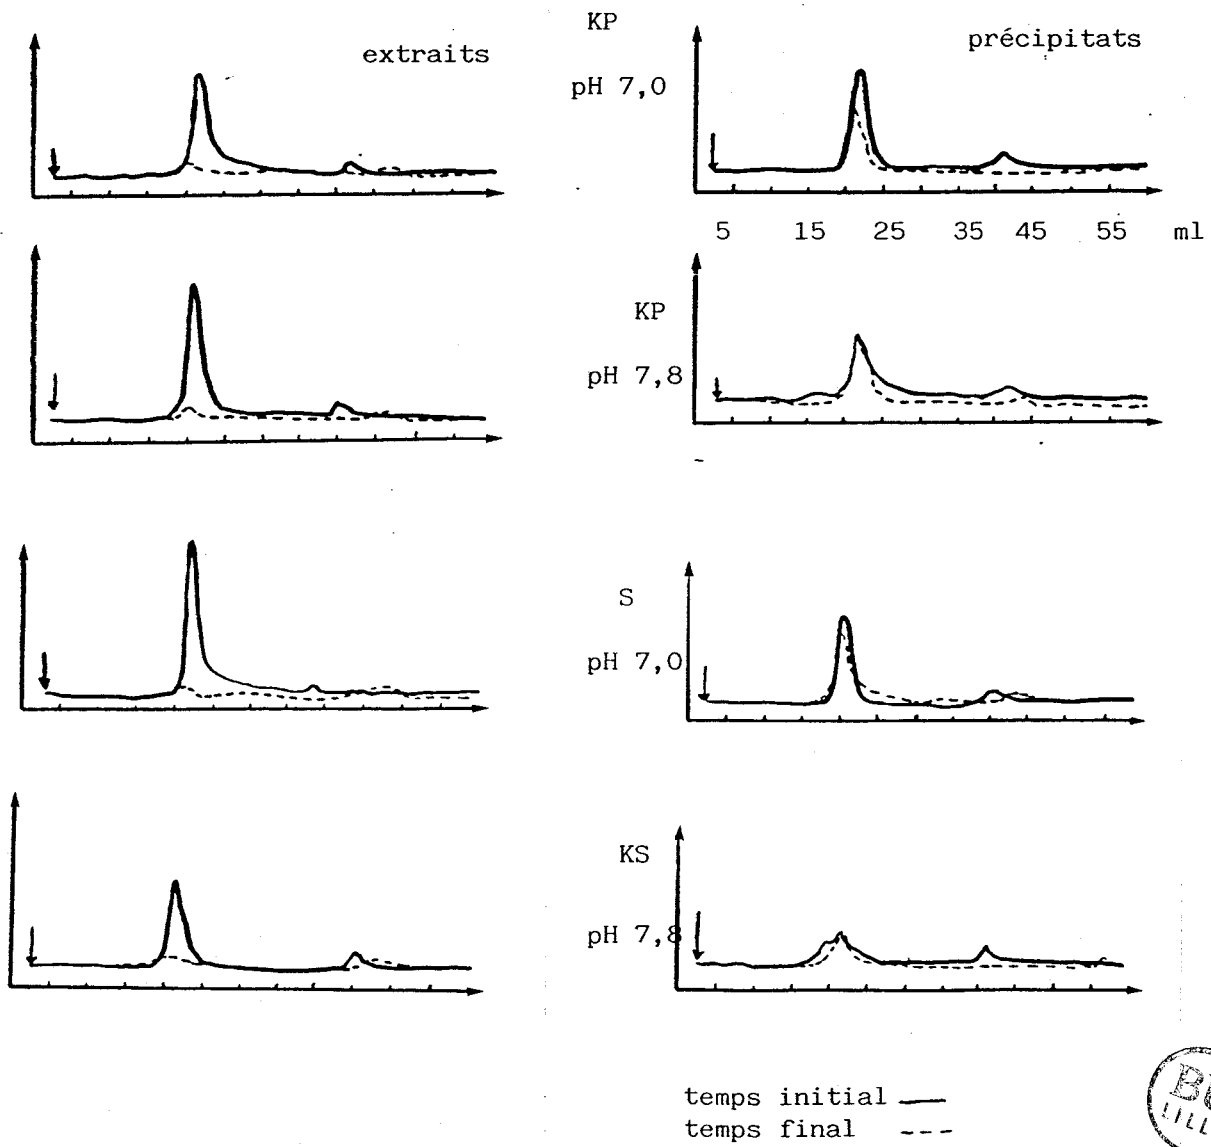 KP
extraits
précipitats
pH 7,0
5 15 25 35 45 55 ml
KP
pH 7,8
S
pH 7,0
KS
pH 7,8
temps initial
temps final
LILL